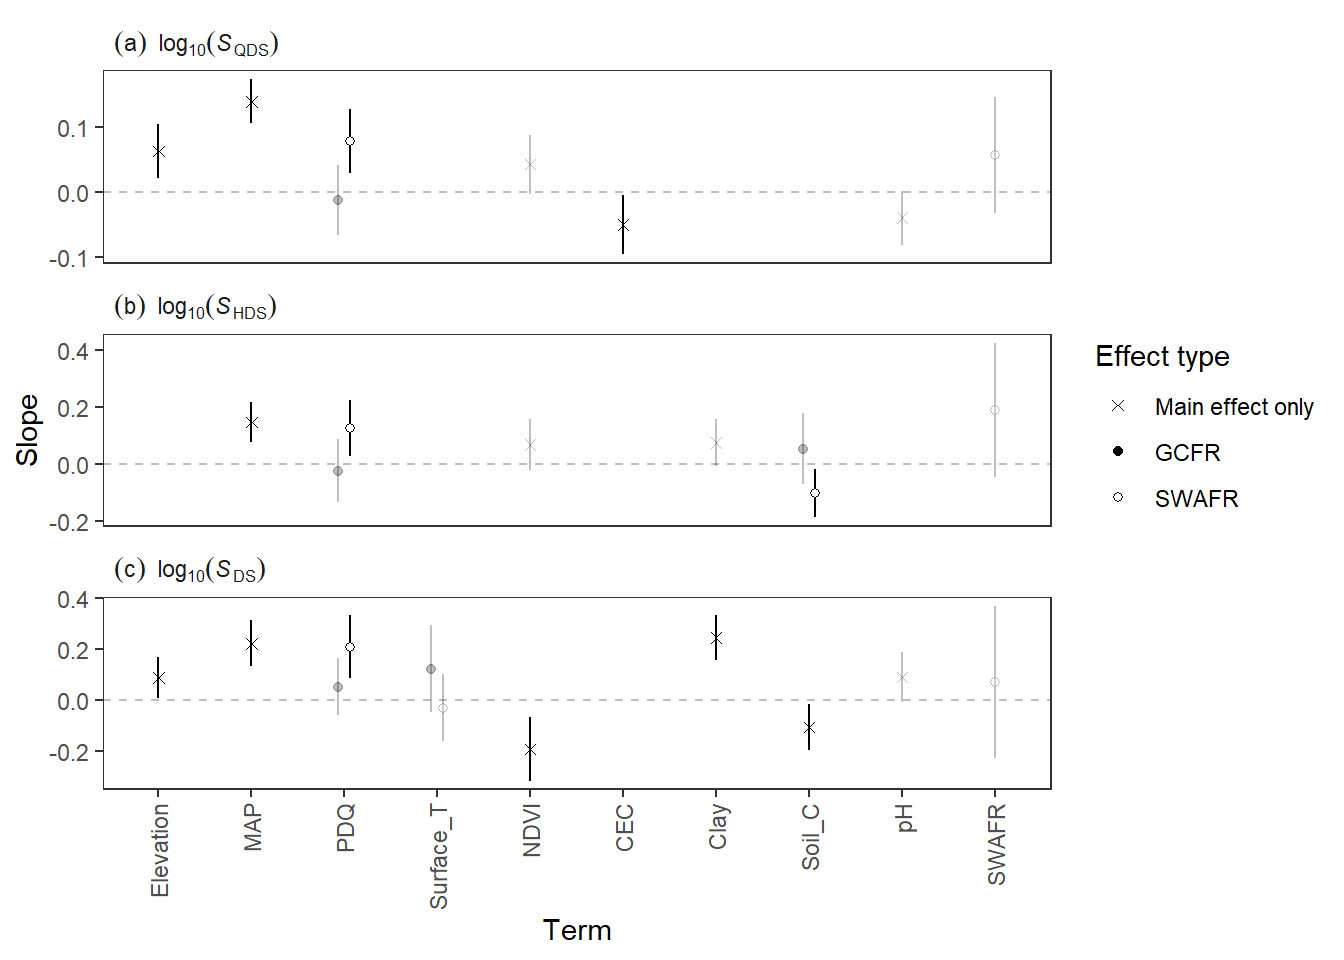 (a) log10(SQDS)
0.1
0.0
-0.1
(b) log10(SHDS)
0.4
0.2
0.0
-0.2
(c) log10(SDS)
0.4
0.2
0.0
-0.2
Slope
Elevation
MAP
PDQ
Surface_T
NDVI
CEC
Clay
Soil_C
pH
SWAFR
Term
Effect type
Main effect only
GCFR
SWAFR